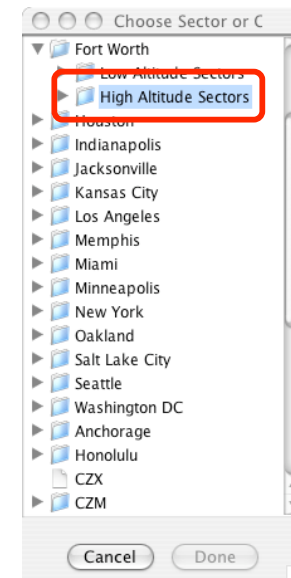 Choose Sector or C
Fort Worth
Low Altitude Sectors
High Altitude Sectors
Houston
Indianapolis
Jacksonville
Kansas City
Los Angeles
Memphis
Miami
Minneapolis
New York
Oakland
Salt Lake City
Seattle
Washington DC
Anchorage
Honolulu
CZX
CZM
Cancel Done